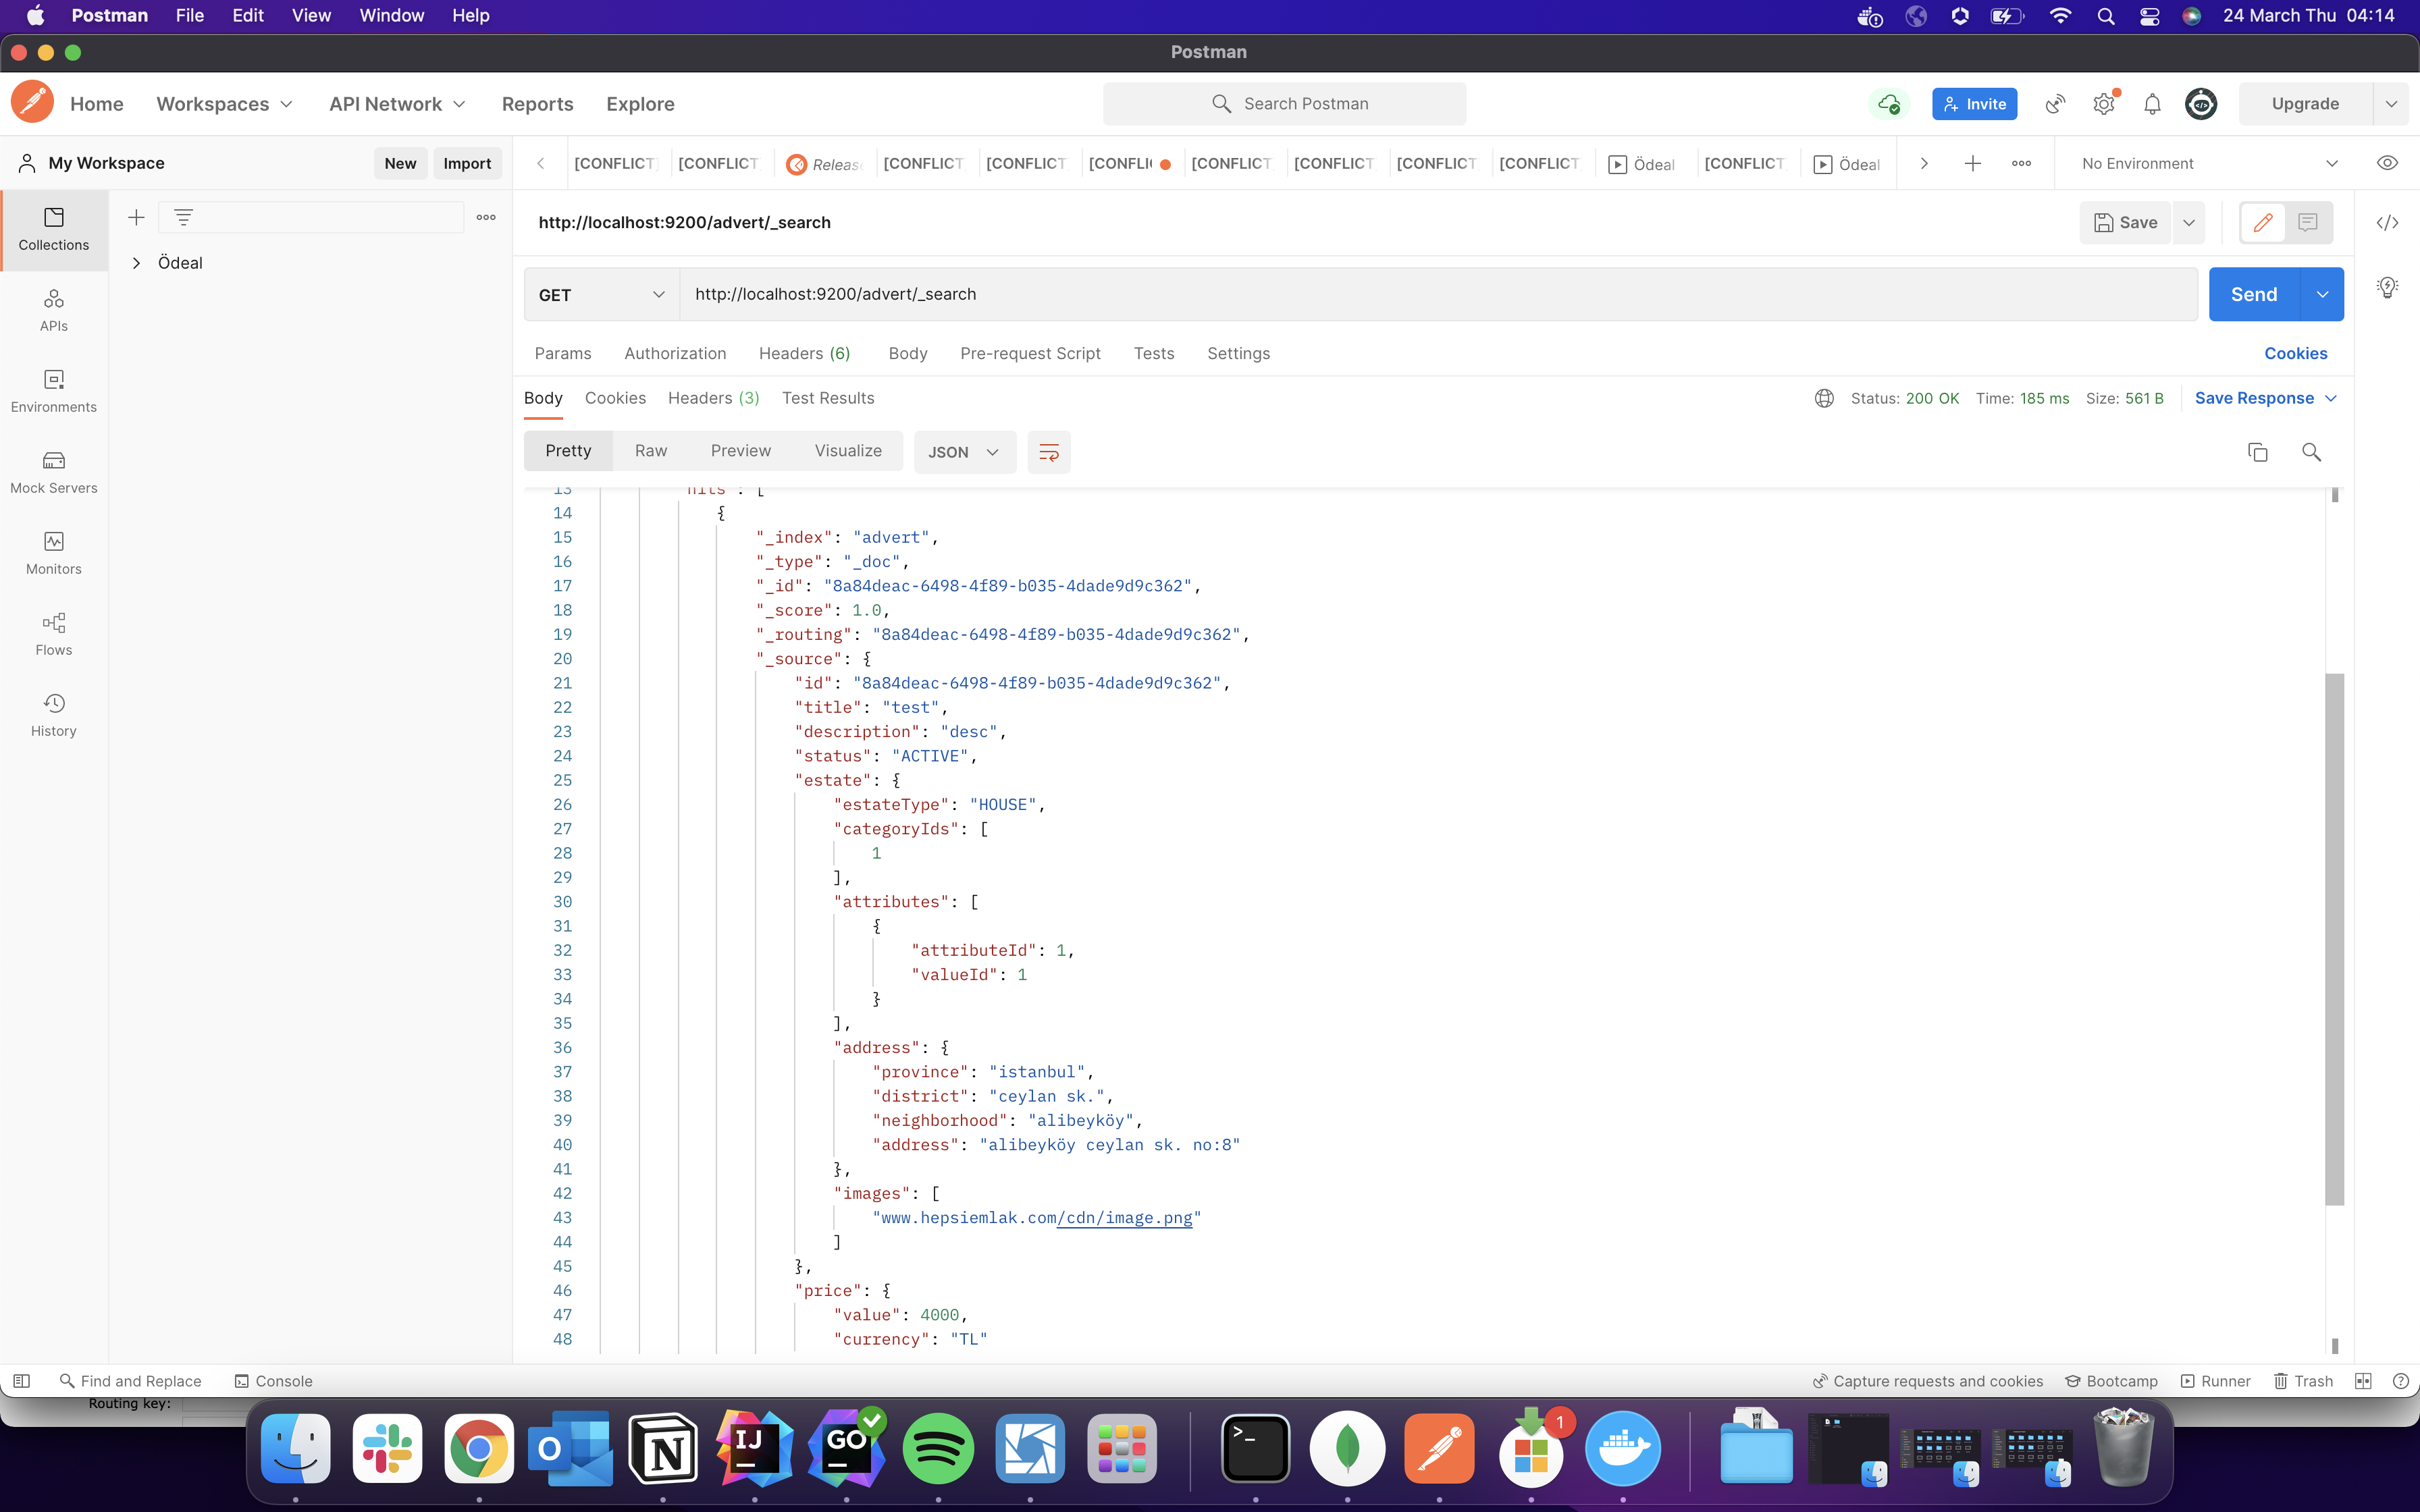 Postman File Edit View Window Help 24 March Thu 04:14
Postman
Home Workspaces API Network Reports Explore Search Postman Invite Upgrade
My Workspace New Import [CONFLICT [CONFLICT Release [CONFLICT [CONFLICT [CONFLI [CONFLICT [CONFLICT [CONFLICT [CONFLICT Ödeal [CONFLICT Ödeal No Environment
Collections
Ödeal
APIs
Environments
Mock Servers
Monitors
Flows
History
http://localhost:9200/advert/_search Save
GET http://localhost:9200/advert/_search Send
Params Authorization Headers (6) Body Pre-request Script Tests Settings Cookies
Body Cookies Headers (3) Test Results Status: 200 OK Time: 185 ms Size: 561 B Save Response
Pretty Raw Preview Visualize JSON
13 "hits": [
14 {
15 "_index": "advert",
16 "_type": "_doc",
17 "_id": "8a84deac-6498-4f89-b035-4dade9d9c362",
18 "_score": 1.0,
19 "_routing": "8a84deac-6498-4f89-b035-4dade9d9c362",
20 "_source": {
21 "id": "8a84deac-6498-4f89-b035-4dade9d9c362",
22 "title": "test",
23 "description": "desc",
24 "status": "ACTIVE",
25 "estate": {
26 "estateType": "HOUSE",
27 "categoryIds": [
28 1
29 ],
30 "attributes": [
31 {
32 "attributeId": 1,
33 "valueId": 1
34 }
35 ],
36 "address": {
37 "province": "istanbul",
38 "district": "ceylan sk.",
39 "neighborhood": "alibeyköy",
40 "address": "alibeyköy ceylan sk. no:8"
41 },
42 "images": [
43 "www.hepsiemlak.com/cdn/image.png"
44 ]
45 },
46 "price": {
47 "value": 4000,
48 "currency": "TL"
Find and Replace Console Capture requests and cookies Bootcamp Runner Trash
Routing key:
IJ
GO
1